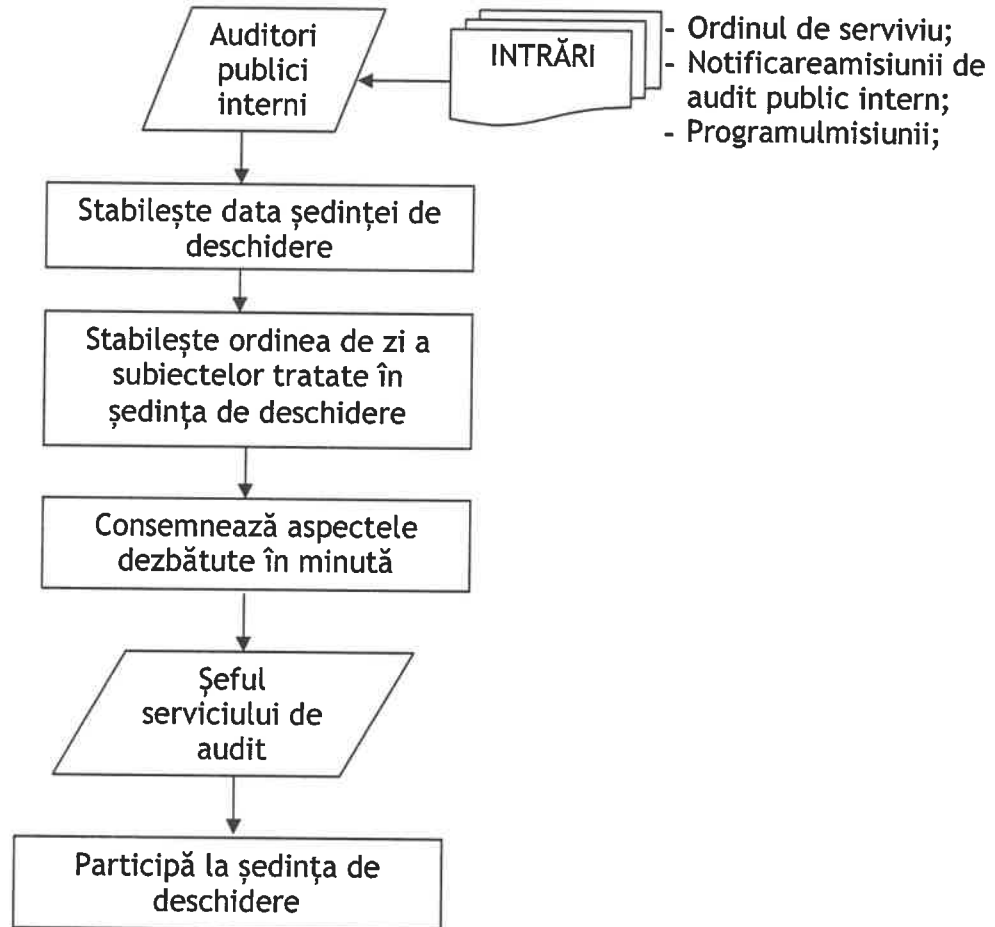 Auditori
publici
interni
INTRĂRI
- Ordinul de serviviu;
- Notificareamisiunii de
audit public intern;
- Programulmisiunii;
Stabilește data ședinței de
deschidere
Stabilește ordinea de zi a
subiectelor tratate în
ședința de deschidere
Consemnează aspectele
dezbătute în minută
Șeful
serviciului de
audit
Participă la ședința de
deschidere